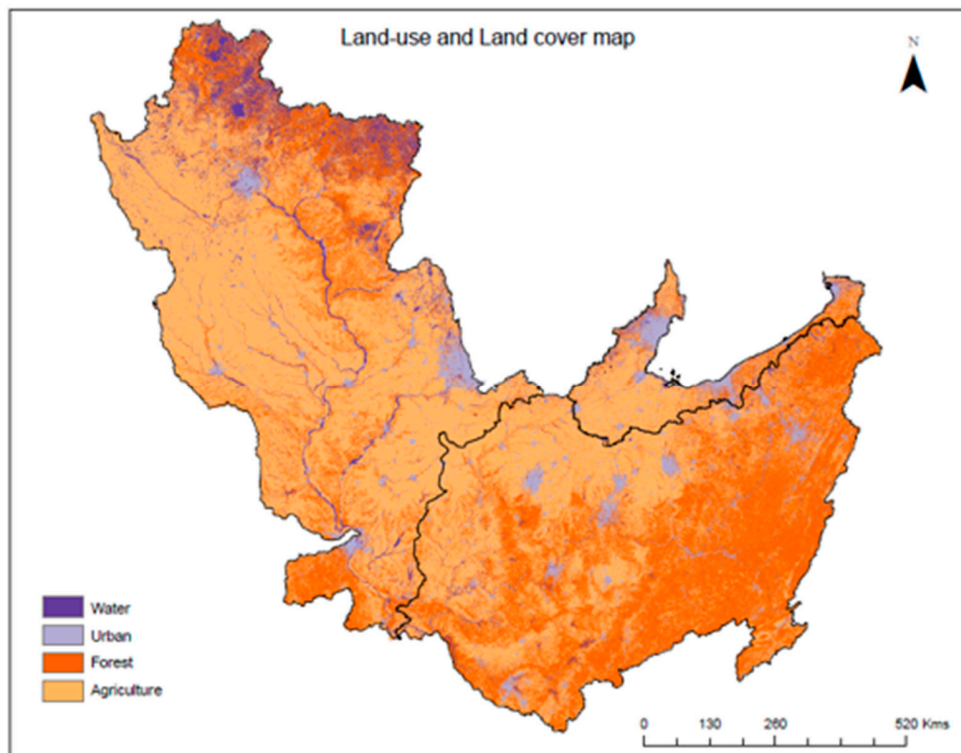 Land-use and Land cover map
N
Water
Urban
Forest
Agriculture
0 130 260 520 Kms